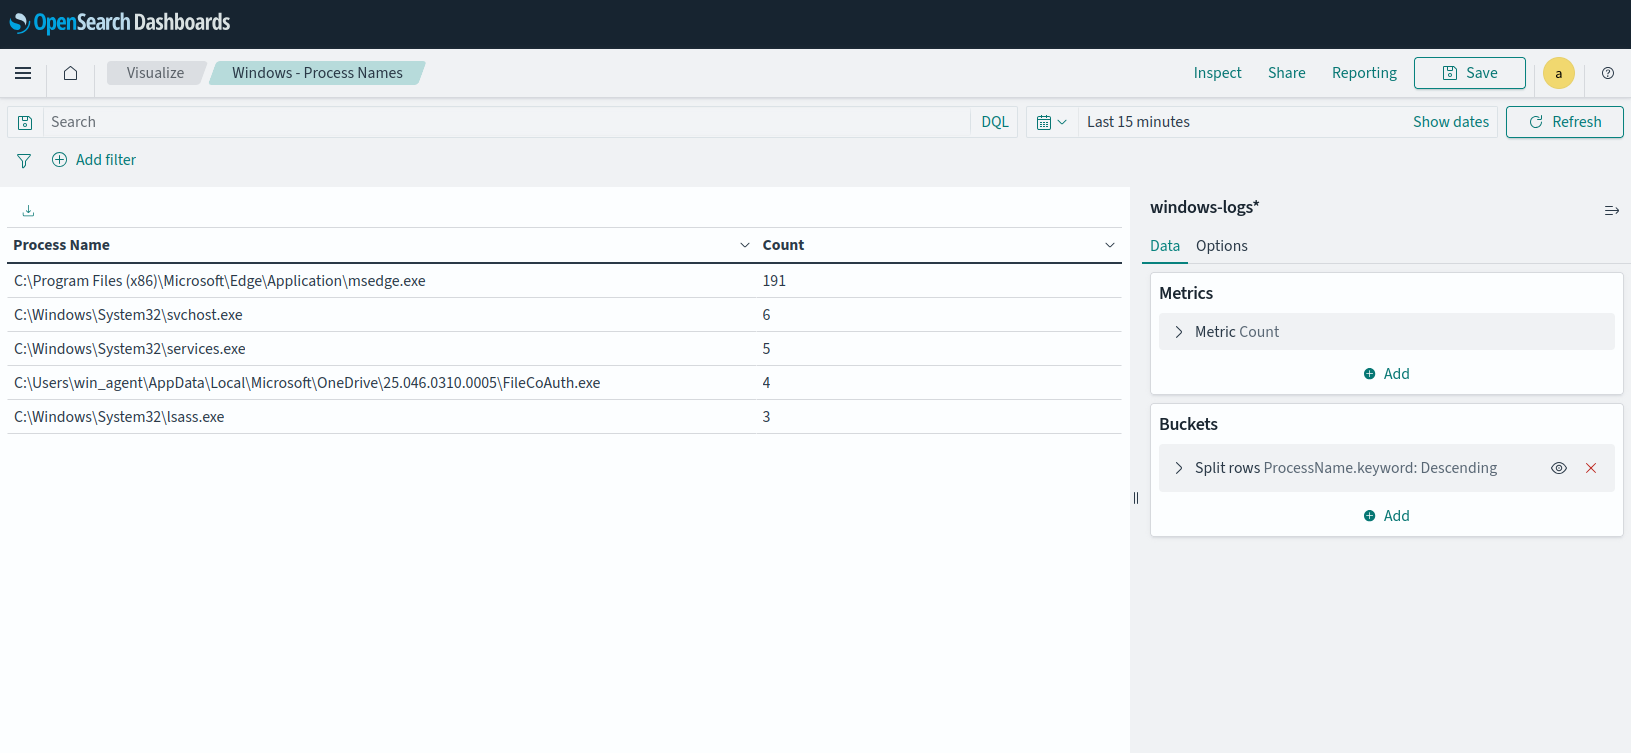 OpenSearch Dashboards
Visualize Windows - Process Names Inspect Share Reporting Save a
Search DQL Last 15 minutes Show dates Refresh
Add filter
windows-logs*
Data Options
Process Name Count
C:\Program Files (x86)\Microsoft\Edge\Application\msedge.exe 191
C:\Windows\System32\svchost.exe 6
C:\Windows\System32\services.exe 5
C:\Users\win_agent\AppData\Local\Microsoft\OneDrive\25.046.0310.0005\FileCoAuth.exe 4
C:\Windows\System32\lsass.exe 3
Metrics
Metric Count
Add
Buckets
Split rows ProcessName.keyword: Descending
Add